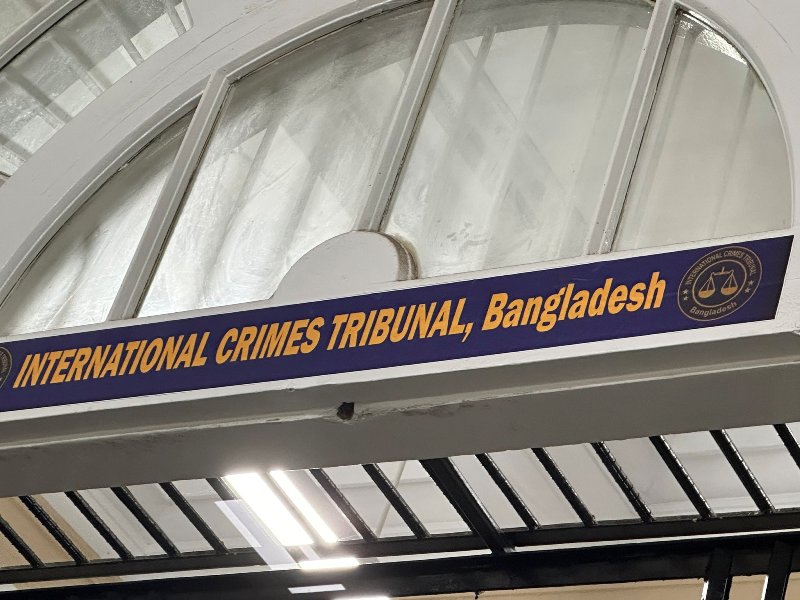 INTERNATIONAL CRIMES TRIBUNAL, Bangladesh
INTERNATIONAL CRIMES TRIBUNAL
Bangladesh